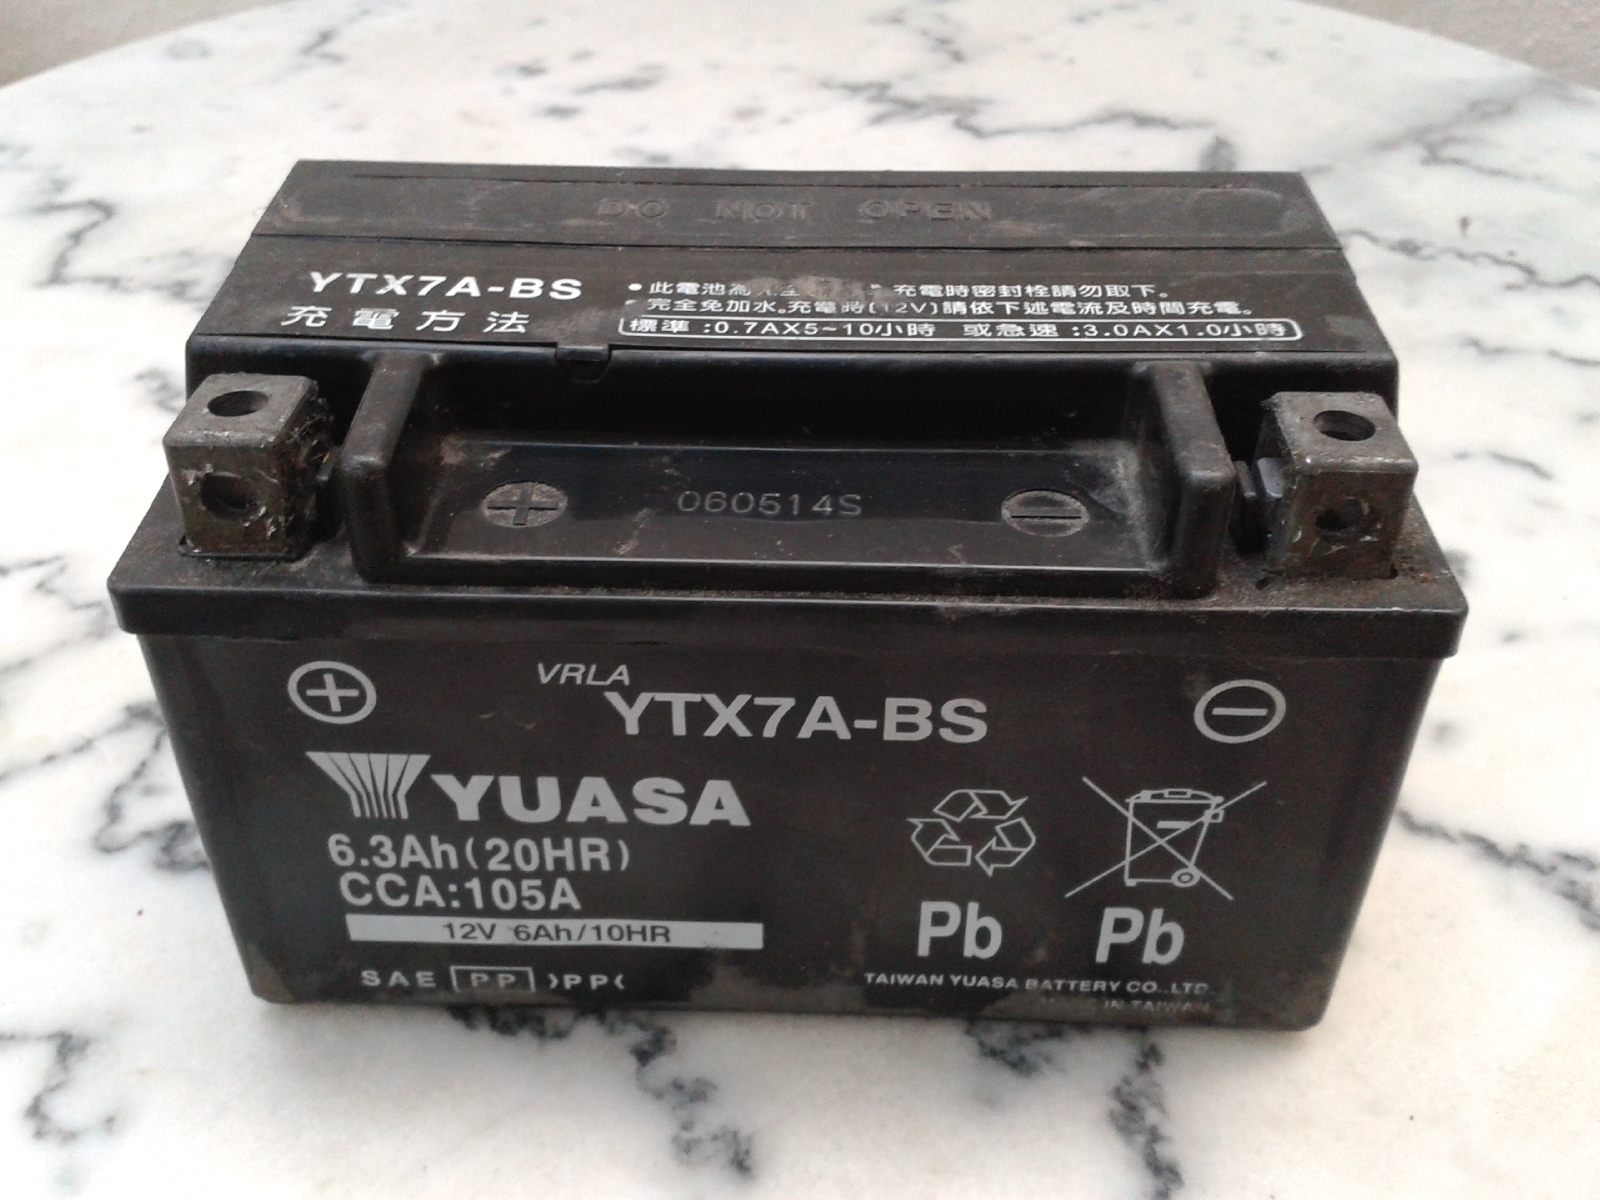 DO NOT OPEN
YTX7A-BS
充電方法
•此電池為 充電時密封栓請勿取下。
•完全免加水。充電時(12V)請依下述電流及時間充電。
標準:0.7AX5~10小時 或急速:3.0AX1.0小時
+ 060514S −
+ VRLA −
YTX7A-BS
YUASA
6.3Ah(20HR)
CCA:105A
12V 6Ah/10HR
SAE PP >PP<
Pb Pb
TAIWAN YUASA BATTERY CO.,LTD.
MADE IN TAIWAN